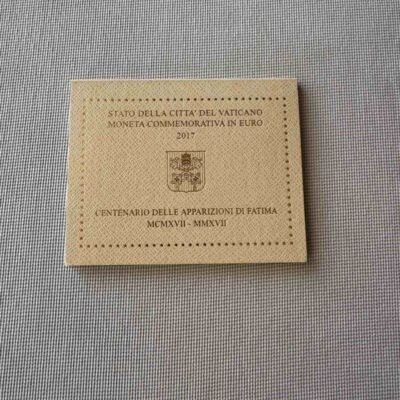 STATO DELLA CITTA' DEL VATICANO
MONETA COMMEMORATIVA IN EURO
2017
CENTENARIO DELLE APPARIZIONI DI FATIMA
MCMXVII - MMXVII